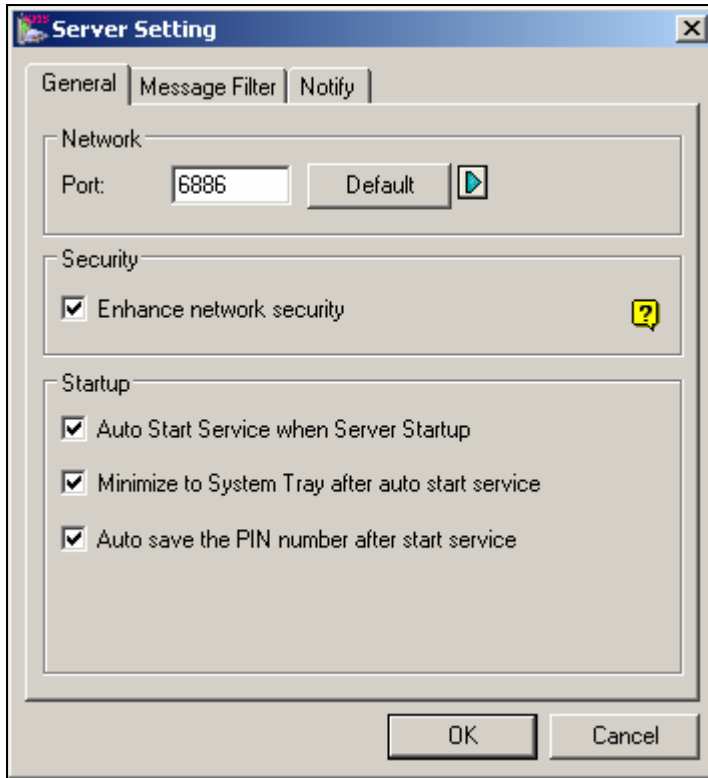 sms
Server Setting
General Message Filter Notify
Network
Port: 6886 Default
Security
Enhance network security ?
Startup
Auto Start Service when Server Startup
Minimize to System Tray after auto start service
Auto save the PIN number after start service
OK Cancel